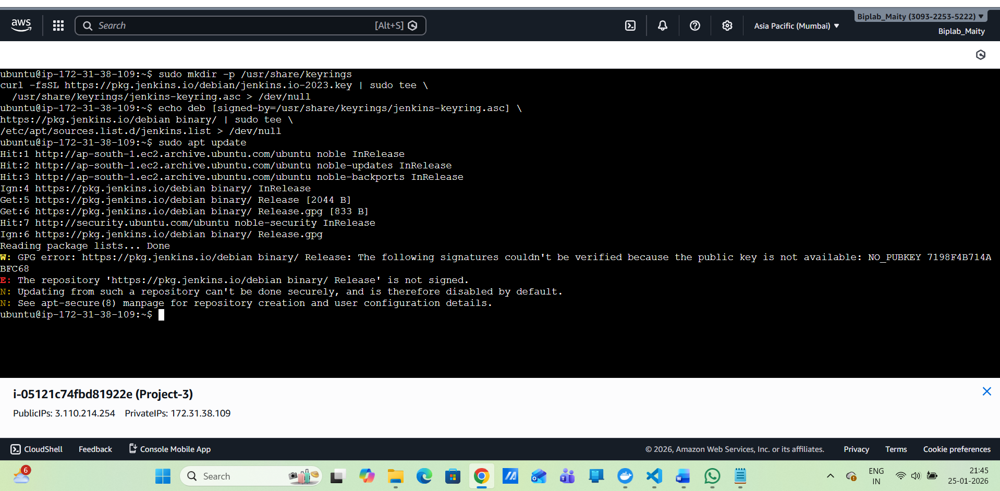 aws
Search
[Alt+S]
Asia Pacific (Mumbai)
Biplab_Maity (3093-2253-5222)
Biplab_Maity
ubuntu@ip-172-31-38-109:~$ sudo mkdir -p /usr/share/keyrings
curl -fsSL https://pkg.jenkins.io/debian/jenkins.io-2023.key | sudo tee \
  /usr/share/keyrings/jenkins-keyring.asc > /dev/null
ubuntu@ip-172-31-38-109:~$ echo deb [signed-by=/usr/share/keyrings/jenkins-keyring.asc] \
https://pkg.jenkins.io/debian binary/ | sudo tee \
/etc/apt/sources.list.d/jenkins.list > /dev/null
ubuntu@ip-172-31-38-109:~$ sudo apt update
Hit:1 http://ap-south-1.ec2.archive.ubuntu.com/ubuntu noble InRelease
Hit:2 http://ap-south-1.ec2.archive.ubuntu.com/ubuntu noble-updates InRelease
Hit:3 http://ap-south-1.ec2.archive.ubuntu.com/ubuntu noble-backports InRelease
Ign:4 https://pkg.jenkins.io/debian binary/ InRelease
Get:5 https://pkg.jenkins.io/debian binary/ Release [2044 B]
Get:6 https://pkg.jenkins.io/debian binary/ Release.gpg [833 B]
Hit:7 http://security.ubuntu.com/ubuntu noble-security InRelease
Ign:6 https://pkg.jenkins.io/debian binary/ Release.gpg
Reading package lists... Done
W: GPG error: https://pkg.jenkins.io/debian binary/ Release: The following signatures couldn't be verified because the public key is not available: NO_PUBKEY 7198F4B714A
BFC68
E: The repository 'https://pkg.jenkins.io/debian binary/ Release' is not signed.
N: Updating from such a repository can't be done securely, and is therefore disabled by default.
N: See apt-secure(8) manpage for repository creation and user configuration details.
ubuntu@ip-172-31-38-109:~$
i-05121c74fbd81922e (Project-3)
PublicIPs: 3.110.214.254 PrivateIPs: 172.31.38.109
CloudShell Feedback Console Mobile App
© 2026, Amazon Web Services, Inc. or its affiliates. Privacy Terms Cookie preferences
6
Search
ENG
IN
21:45
25-01-2026